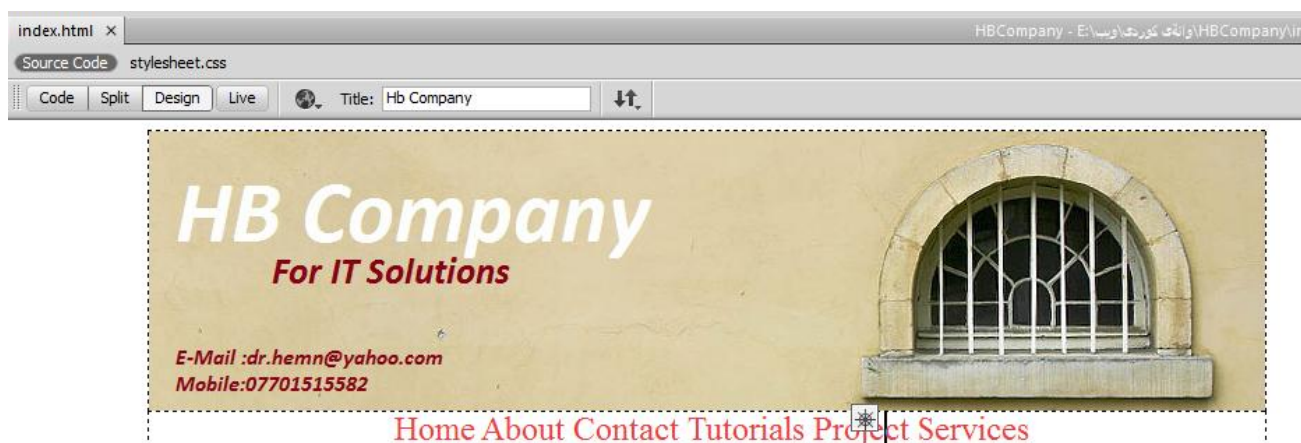 index.html ×
HBCompany - E:\وانەی کوردی\ویب\HBCompany\in
Source Code stylesheet.css
Code Split Design Live Title: Hb Company
HB Company
For IT Solutions
E-Mail :dr.hemn@yahoo.com
Mobile:07701515582
Home About Contact Tutorials Project Services